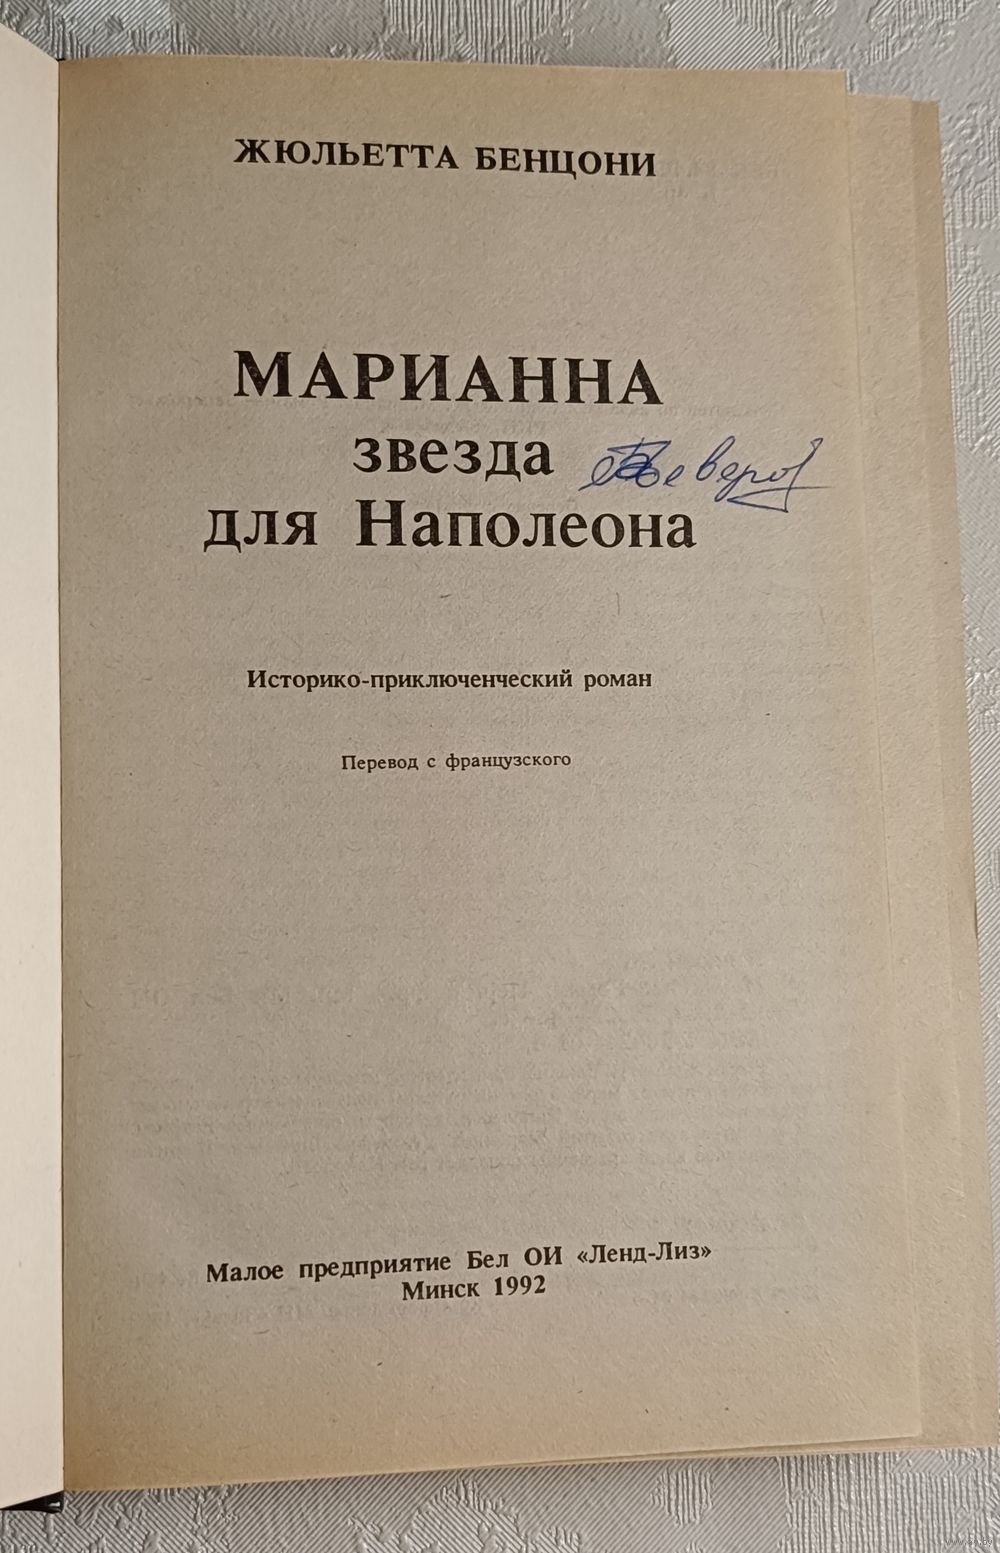 ЖЮЛЬЕТТА БЕНЦОНИ
МАРИАННА
звезда
для Наполеона
Историко-приключенческий роман
Перевод с французского
Малое предприятие Бел ОИ «Ленд-Лиз»
Минск 1992